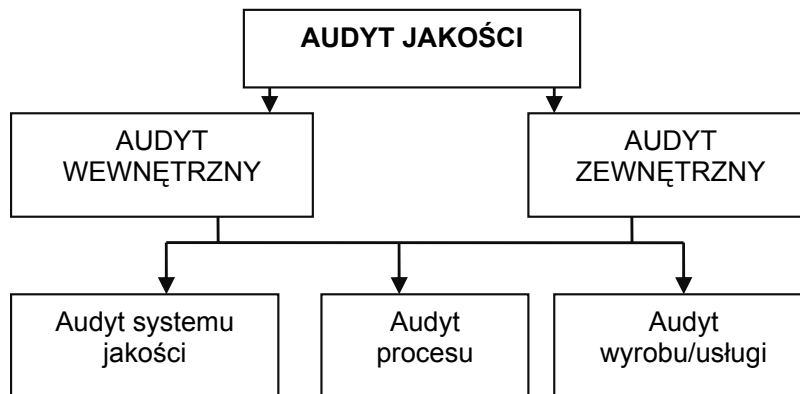 AUDYT JAKOŚCI
AUDYT
WEWNĘTRZNY
AUDYT
ZEWNĘTRZNY
Audyt systemu
jakości
Audyt
procesu
Audyt
wyrobu/usługi